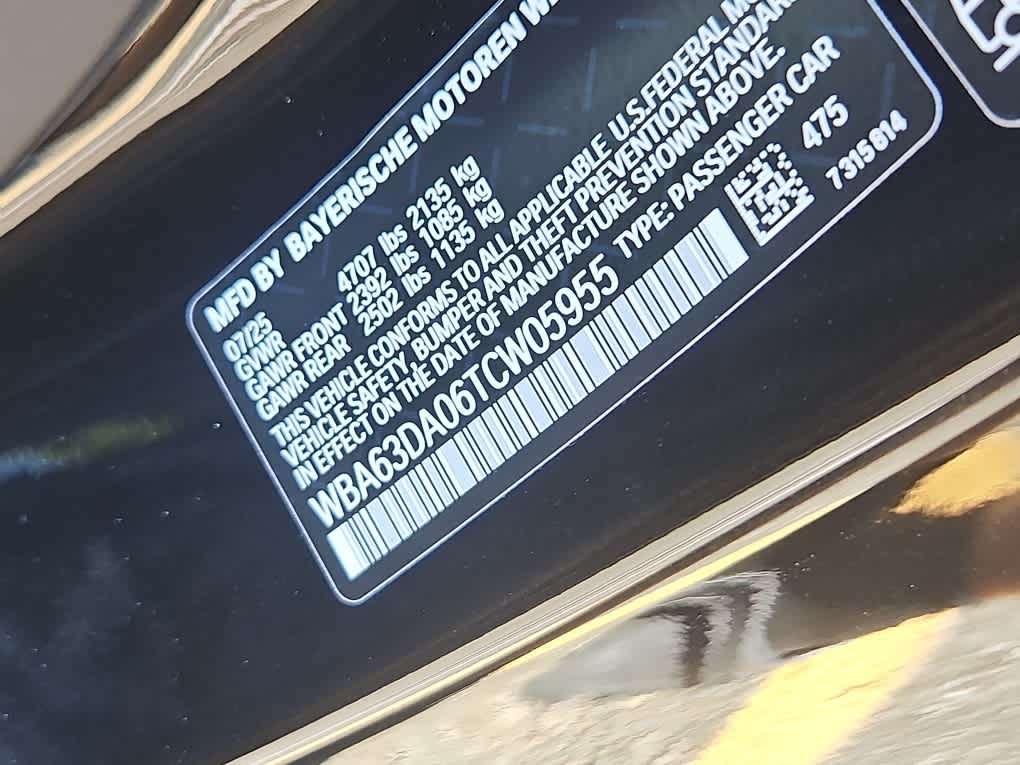 MFD BY BAYERISCHE MOTOREN
07/25
GVWR 4707 lbs 2135 kg
GAWR FRONT 2392 lbs 1085 kg
GAWR REAR 2502 lbs 1135 kg
THIS VEHICLE CONFORMS TO ALL APPLICABLE U.S.FEDERAL
VEHICLE SAFETY, BUMPER AND THEFT PREVENTION
IN EFFECT ON THE DATE OF MANUFACTURE SHOWN ABOVE.
WBA63DA06TCW05955 TYPE: PASSENGER CAR
475
7315814